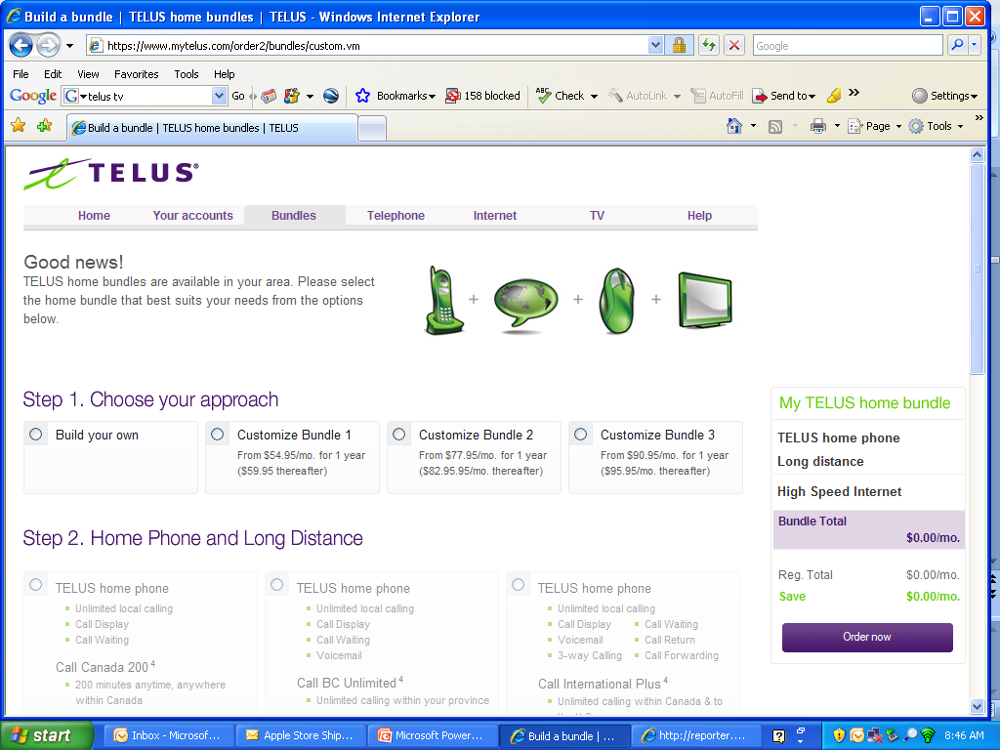 Build a bundle | TELUS home bundles | TELUS - Windows Internet Explorer
https://www.mytelus.com/order2/bundles/custom.vm
Google
File Edit View Favorites Tools Help
Google G telus tv Go Bookmarks 158 blocked ABC Check AutoLink AutoFill Send to >> Settings
Build a bundle | TELUS home bundles | TELUS
Page Tools >>
TELUS®
Home Your accounts Bundles Telephone Internet TV Help
Good news!
TELUS home bundles are available in your area. Please select
the home bundle that best suits your needs from the options
below.
+ + +
Step 1. Choose your approach
Build your own
Customize Bundle 1
From $54.95/mo. for 1 year
($59.95 thereafter)
Customize Bundle 2
From $77.95/mo. for 1 year
($82.95.95/mo. thereafter)
Customize Bundle 3
From $90.95/mo. for 1 year
($95.95/mo. thereafter)
Step 2. Home Phone and Long Distance
TELUS home phone
Unlimited local calling
Call Display
Call Waiting
Call Canada 200 4
200 minutes anytime, anywhere
within Canada
TELUS home phone
Unlimited local calling
Call Display
Call Waiting
Voicemail
Call BC Unlimited 4
Unlimited calling within your province
TELUS home phone
Unlimited local calling
Call Display Call Waiting
Voicemail Call Return
3-way Calling Call Forwarding
Call International Plus 4
Unlimited calling within Canada & to
My TELUS home bundle
TELUS home phone
Long distance
High Speed Internet
Bundle Total
$0.00/mo.
Reg. Total $0.00/mo.
Save $0.00/mo.
Order now
start Inbox - Microsof... Apple Store Ship... Microsoft Power... Build a bundle | ... http://reporter.... 8:46 AM